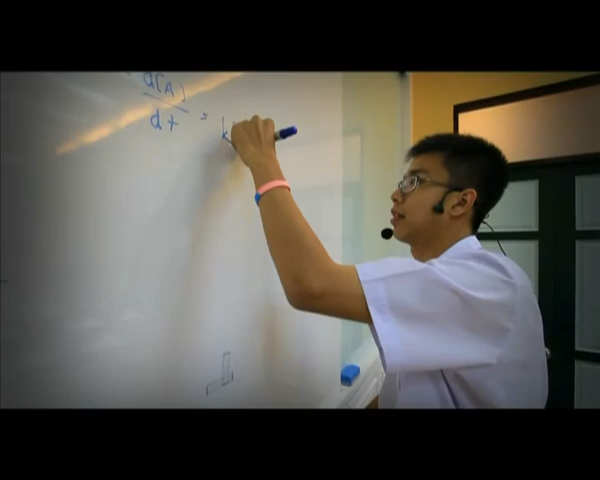 d[A]
dt = k